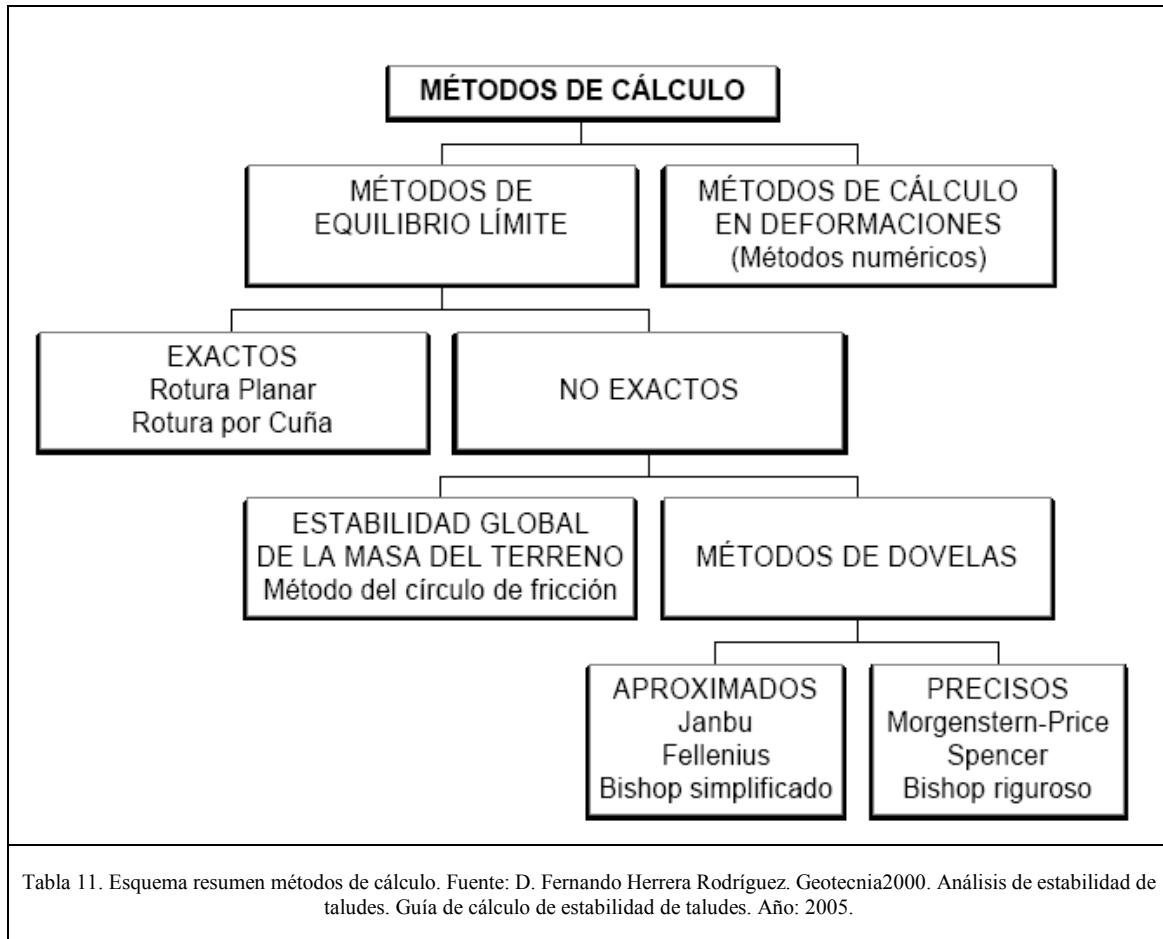 MÉTODOS DE CÁLCULO
MÉTODOS DE
EQUILIBRIO LÍMITE
MÉTODOS DE CÁLCULO
EN DEFORMACIONES
(Métodos numéricos)
EXACTOS
Rotura Planar
Rotura por Cuña
NO EXACTOS
ESTABILIDAD GLOBAL
DE LA MASA DEL TERRENO
Método del círculo de fricción
MÉTODOS DE DOVELAS
APROXIMADOS
Janbu
Fellenius
Bishop simplificado
PRECISOS
Morgenstern-Price
Spencer
Bishop riguroso
Tabla 11. Esquema resumen métodos de cálculo. Fuente: D. Fernando Herrera Rodríguez. Geotecnia2000. Análisis de estabilidad de
taludes. Guía de cálculo de estabilidad de taludes. Año: 2005.